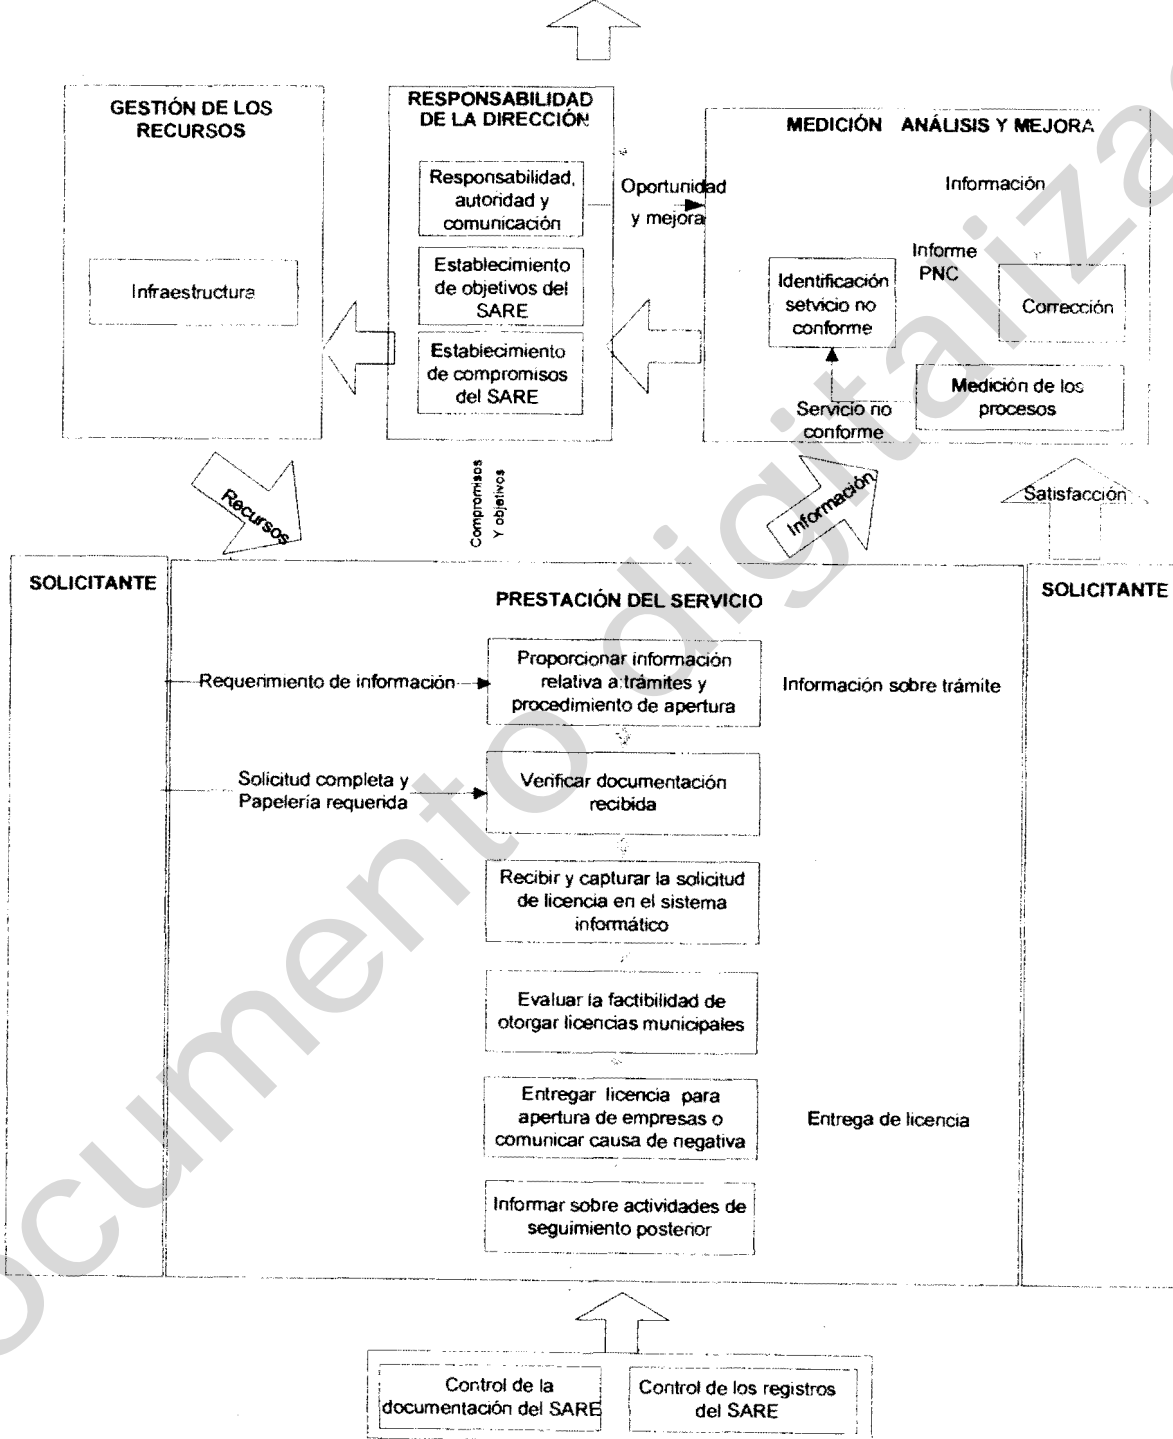 GESTIÓN DE LOS
RECURSOS
Infraestructura
RESPONSABILIDAD
DE LA DIRECCIÓN
Responsabilidad,
autoridad y
comunicación
Establecimiento
de objetivos del
SARE
Establecimiento
de compromisos
del SARE
Oportunidad
y mejora
MEDICIÓN ANÁLISIS Y MEJORA
Información
Informe
PNC
Identificación
setvicio no
conforme
Corrección
Medición de los
procesos
Servicio no
conforme
Recursos
Compromisos
Y objetivos
Información
Satisfacción
SOLICITANTE
PRESTACIÓN DEL SERVICIO
SOLICITANTE
Requerimiento de información
Proporcionar información
relativa a trámites y
procedimiento de apertura
Información sobre trámite
Solicitud completa y
Papelería requerida
Verificar documentación
recibida
Recibir y capturar la solicitud
de licencia en el sistema
informático
Evaluar la factibilidad de
otorgar licencias municipales
Entregar licencia para
apertura de empresas o
comunicar causa de negativa
Entrega de licencia
Informar sobre actividades de
seguimiento posterior
Control de la
documentación del SARE
Control de los registros
del SARE
ocumento digitaliza